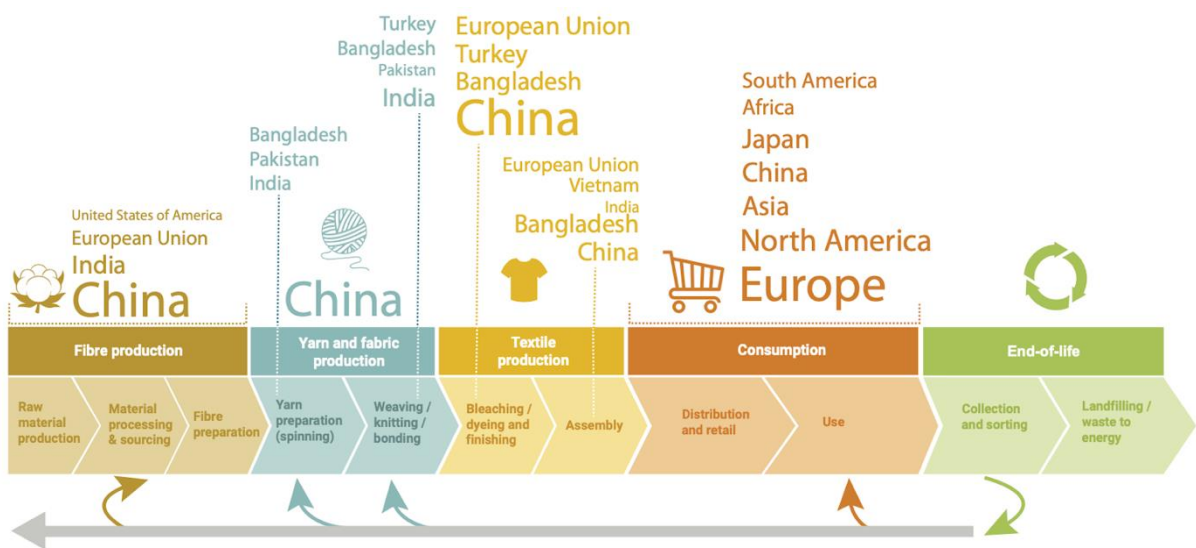 Turkey
Bangladesh
Pakistan
India
European Union
Turkey
Bangladesh
China
Bangladesh
Pakistan
India
European Union
Vietnam
India
Bangladesh
China
South America
Africa
Japan
China
Asia
North America
Europe
United States of America
European Union
India
China
China
Fibre production
Yarn and fabric
production
Textile
production
Consumption
End-of-life
Raw
material
production
Material
processing
& sourcing
Fibre
preparation
Yarn
preparation
(spinning)
Weaving /
knitting /
bonding
Bleaching /
dyeing and
finishing
Assembly
Distribution
and retail
Use
Collection
and sorting
Landfilling /
waste to
energy